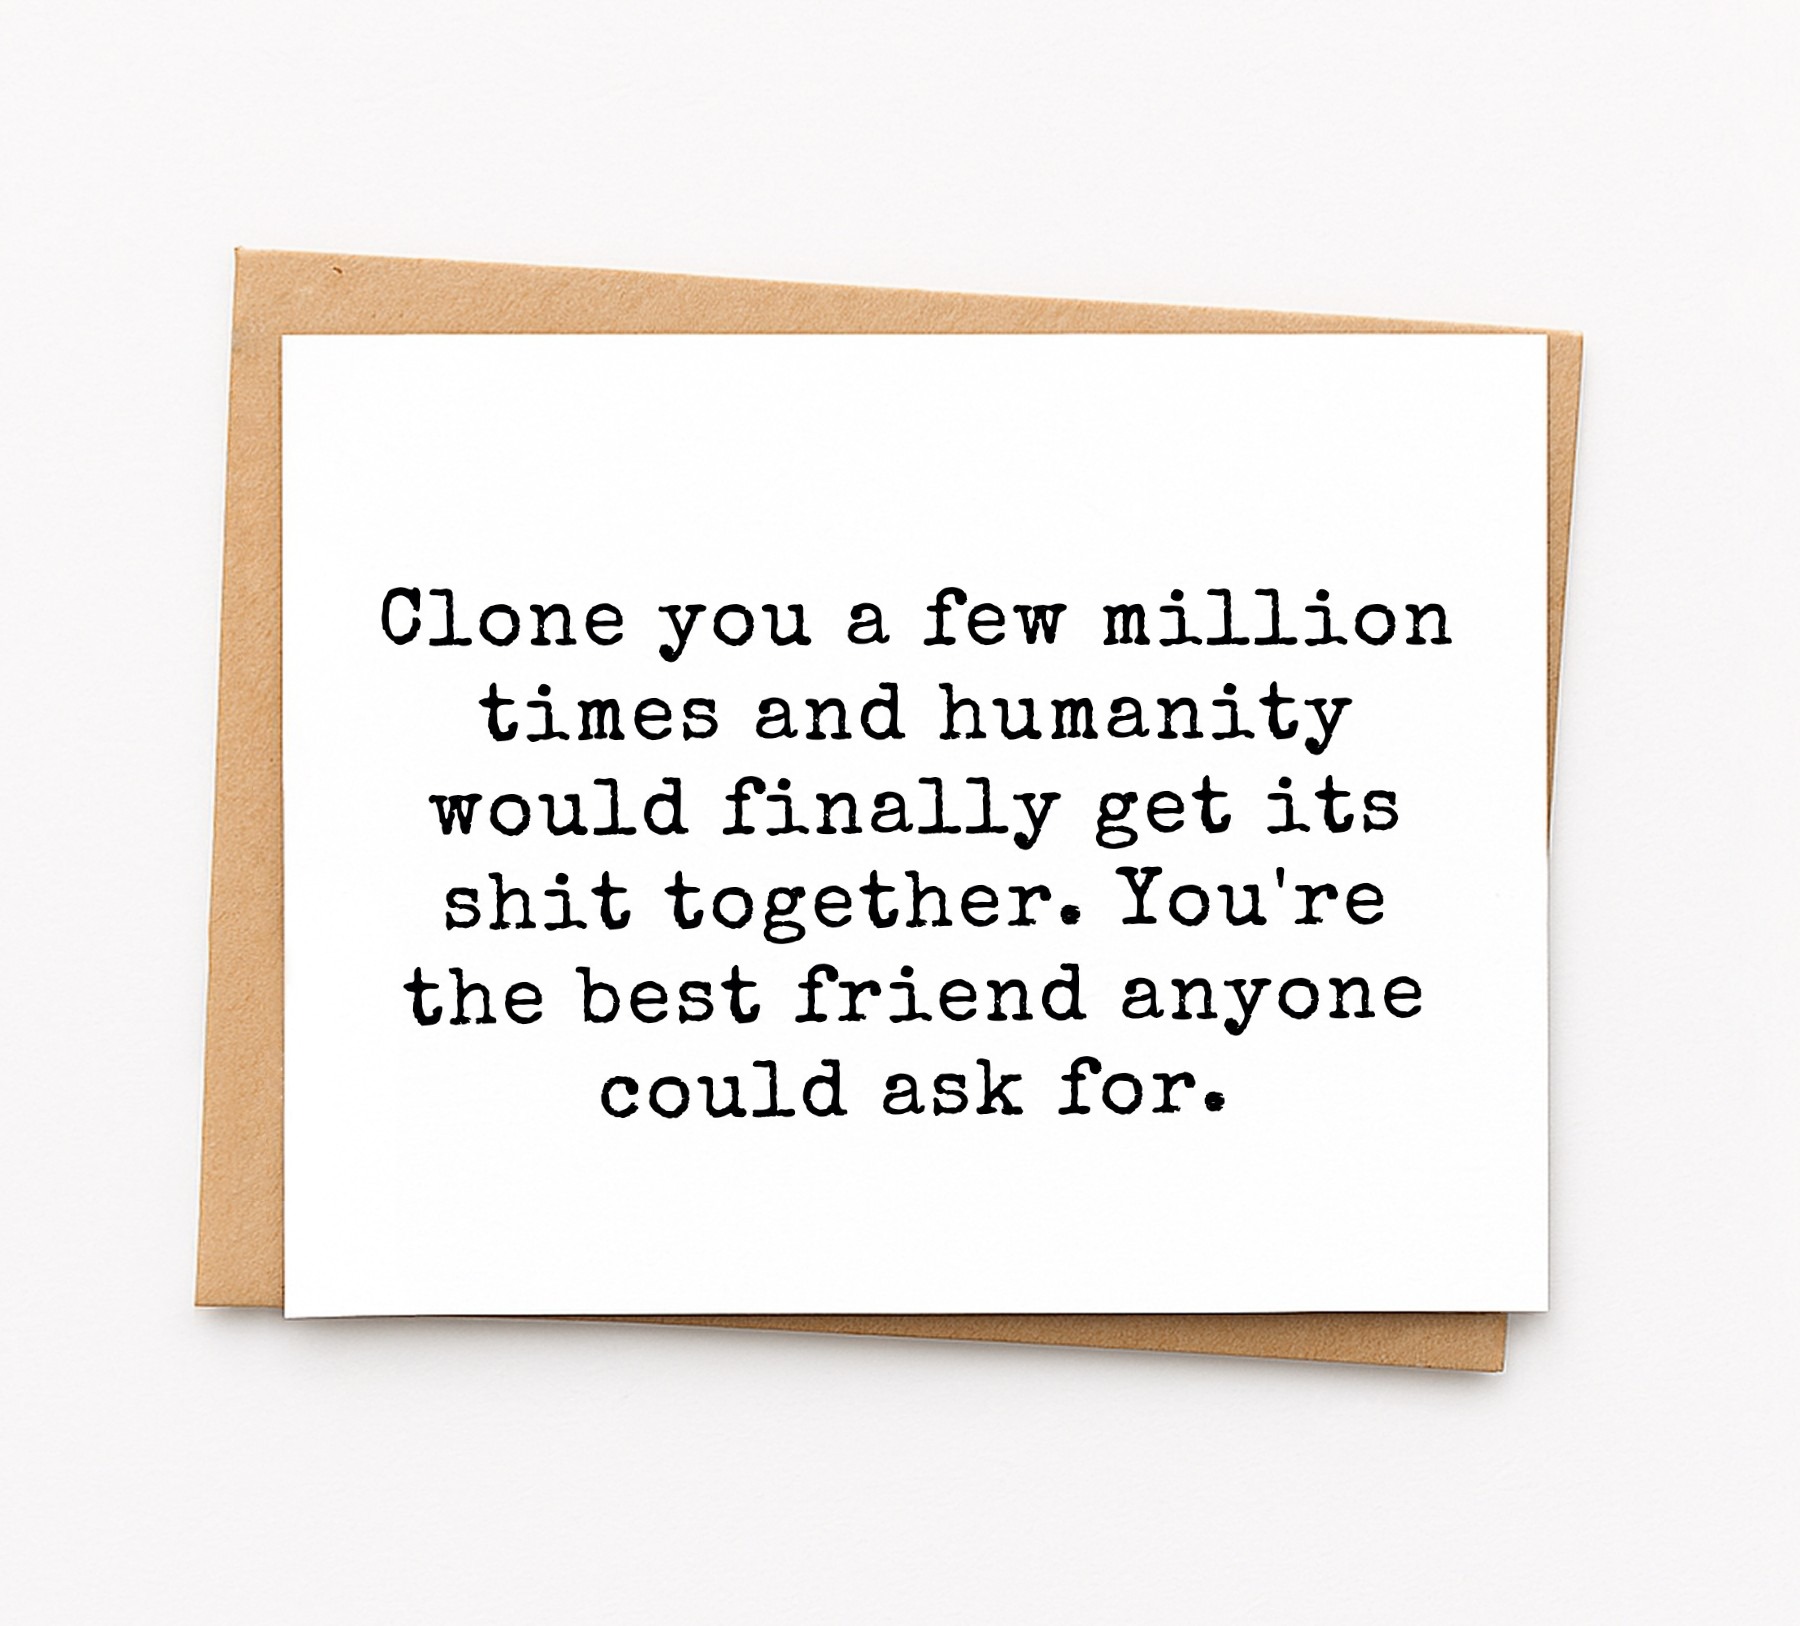 Clone you a few million
times and humanity
would finally get its
shit together. You're
the best friend anyone
could ask for.